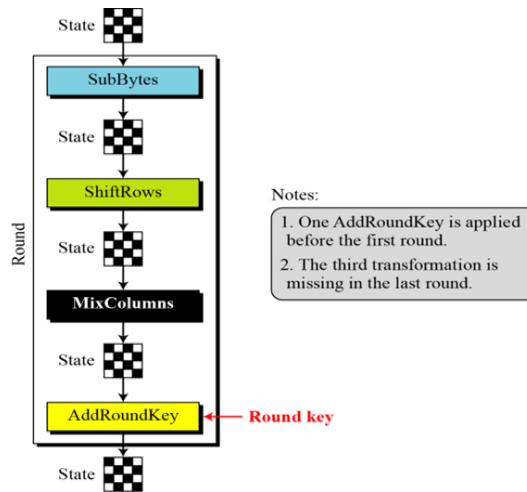 State
SubBytes
State
ShiftRows
State
MixColumns
State
AddRoundKey
Round key
State
Round
Notes:
1. One AddRoundKey is applied
before the first round.
2. The third transformation is
missing in the last round.